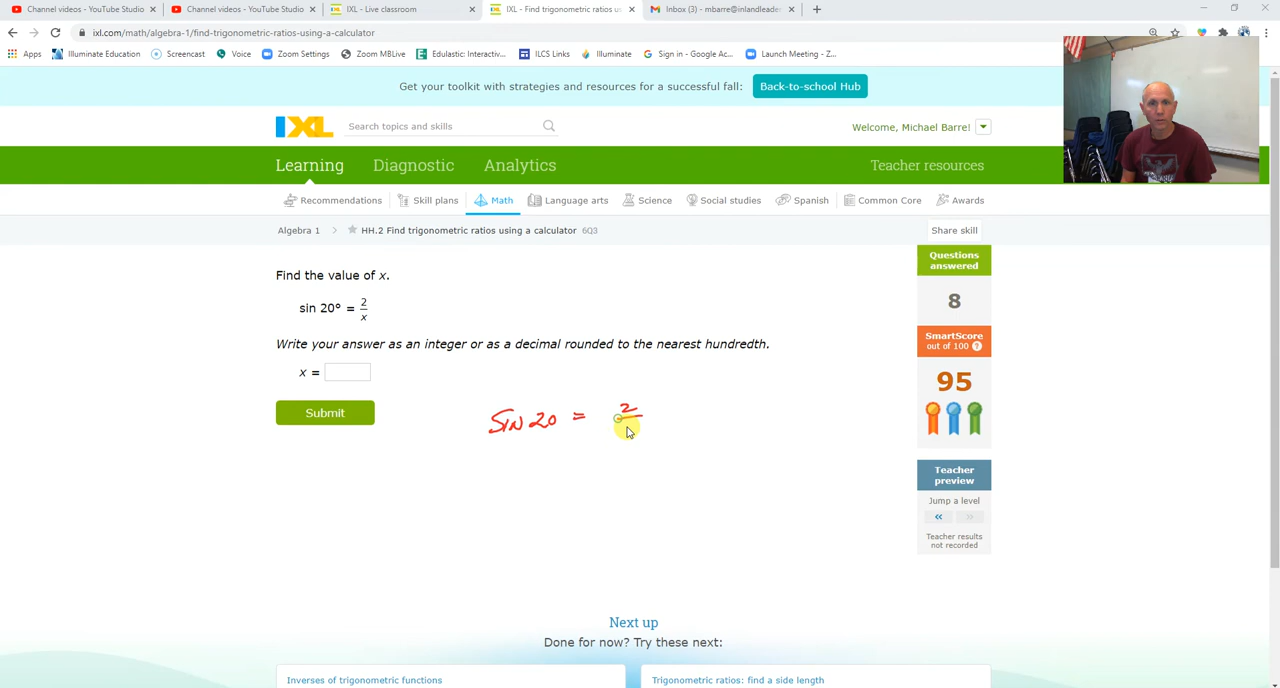 Channel videos - YouTube Studio
Channel videos - YouTube Studio
IXL - Live classroom
IXL - Find trigonometric ratios us
Inbox (3) - mbarre@inlandleade
ixl.com/math/algebra-1/find-trigonometric-ratios-using-a-calculator
Apps Illuminate Education Screencast Voice Zoom Settings Zoom MBLive Edulastic: Interactiv... ILCS Links Illuminate Sign in - Google Ac... Launch Meeting - Z...
Get your toolkit with strategies and resources for a successful fall: Back-to-school Hub
IXL Search topics and skills Welcome, Michael Barre!
Learning Diagnostic Analytics Teacher resources
Recommendations Skill plans Math Language arts Science Social studies Spanish Common Core Awards
Algebra 1 > HH.2 Find trigonometric ratios using a calculator 6Q3 Share skill
Find the value of x.
sin 20° = 2/x
Write your answer as an integer or as a decimal rounded to the nearest hundredth.
x =
Submit
SIN 20 = 2
Questions
answered
8
SmartScore
out of 100 ?
95
Teacher
preview
Jump a level
« »
Teacher results
not recorded
Next up
Done for now? Try these next:
Inverses of trigonometric functions
Trigonometric ratios: find a side length